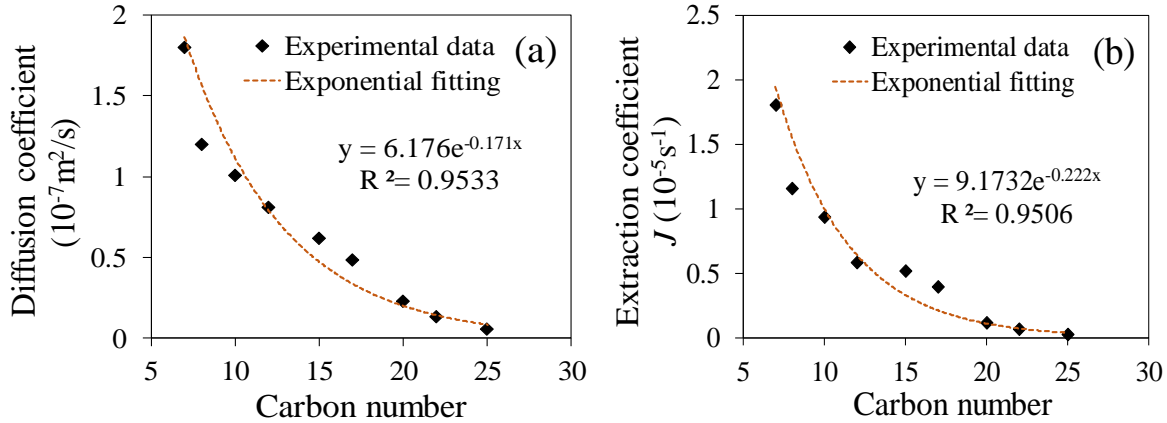 Diffusion coefficient
(10⁻⁷m²/s)
2
1.5
1
0.5
0
5
10
15
20
25
30
Carbon number
Experimental data
Exponential fitting
(a)
y = 6.176e⁻⁰·¹⁷¹ˣ
R ²= 0.9533
Extraction coefficient
J (10⁻⁵s⁻¹)
2.5
2
1.5
1
0.5
0
5
10
15
20
25
30
Carbon number
Experimental data
Exponential fitting
(b)
y = 9.1732e⁻⁰·²²²ˣ
R ²= 0.9506